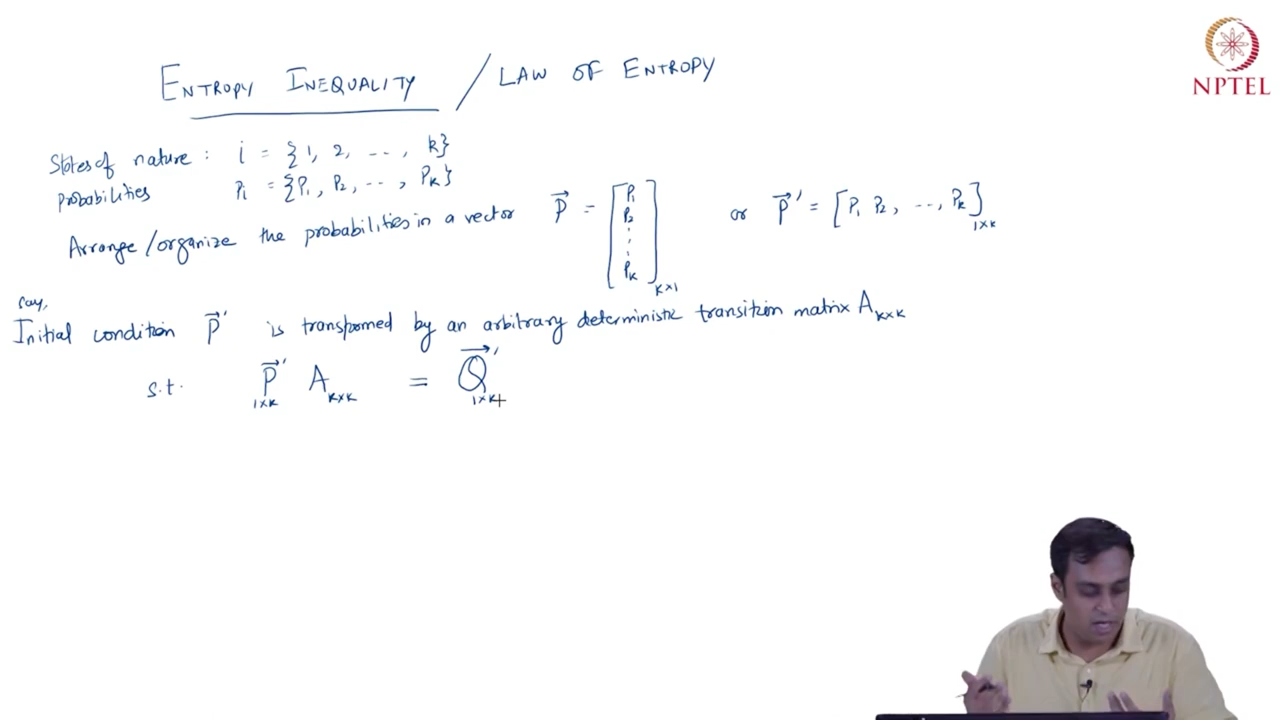 NPTEL
ENTROPY INEQUALITY / LAW OF ENTROPY
States of nature : i = {1, 2, ..., k}
Probabilities Pi = {P1, P2, ..., Pk}
Arrange/organize the probabilities in a vector P⃗ = [P1 P2 ⋮ Pk]k×1 or P⃗' = [P1 P2, ..., Pk]1×k
say,
Initial condition P⃗' is transformed by an arbitrary deterministic transition matrix Ak×k
s.t. P⃗'1×k Ak×k = Q⃗'1×k